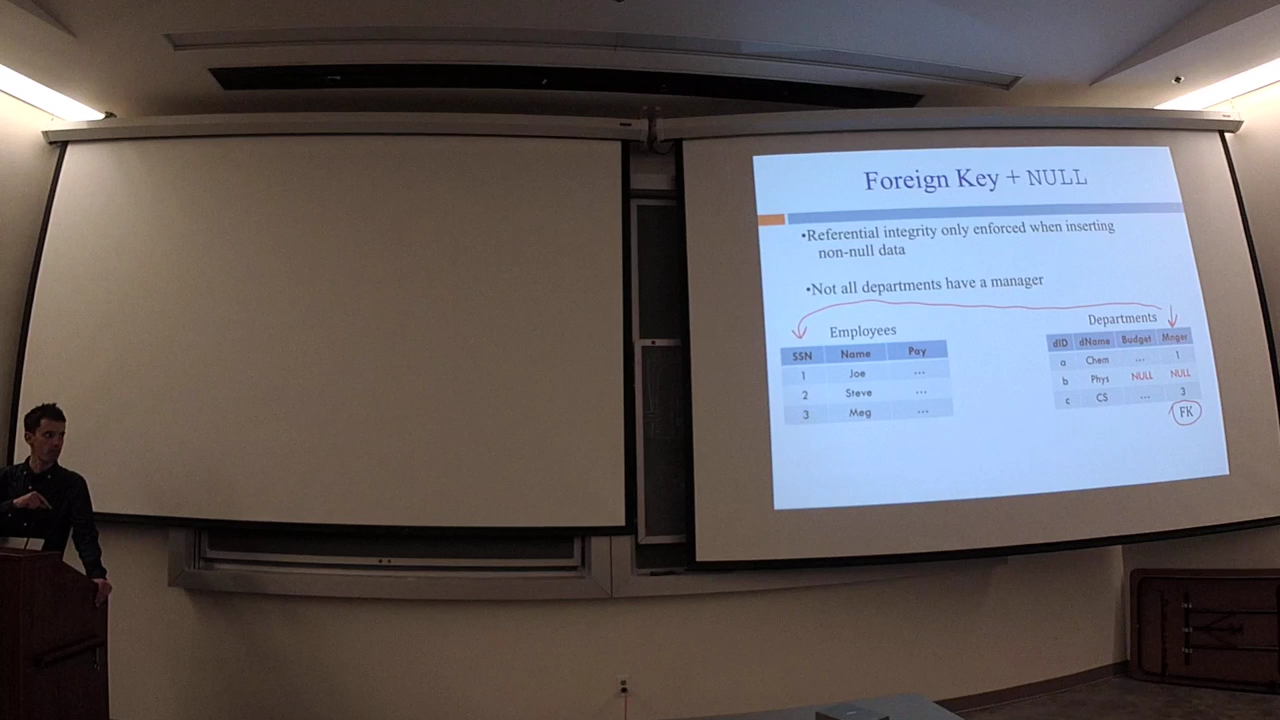 Foreign Key + NULL
•Referential integrity only enforced when inserting
non-null data
•Not all departments have a manager
Employees
SSN Name Pay
1 Joe ...
2 Steve ...
3 Meg ...
Departments
dID dName Budget Mnger
a Chem ... 1
b Phys NULL NULL
c CS ... 3
FK